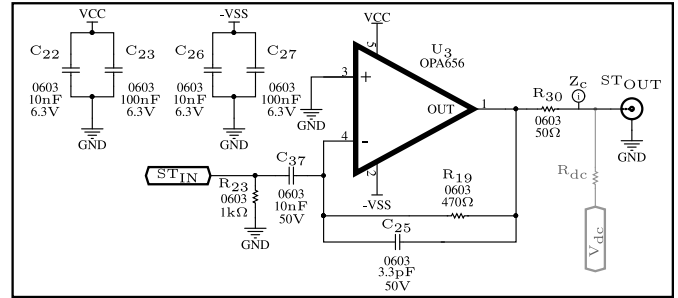 VCC
C22
C23
0603
10nF
6.3V
0603
100nF
6.3V
GND
-VSS
C26
C27
0603
10nF
6.3V
0603
100nF
6.3V
GND
VCC
5
U3
OPA656
3
+
GND
4
-
OUT
1
2
-VSS
R30
0603
50Ω
Zc
i
STOUT
GND
Rdc
Vdc
STIN
R23
0603
1kΩ
GND
C37
0603
10nF
50V
R19
0603
470Ω
C25
0603
3.3pF
50V